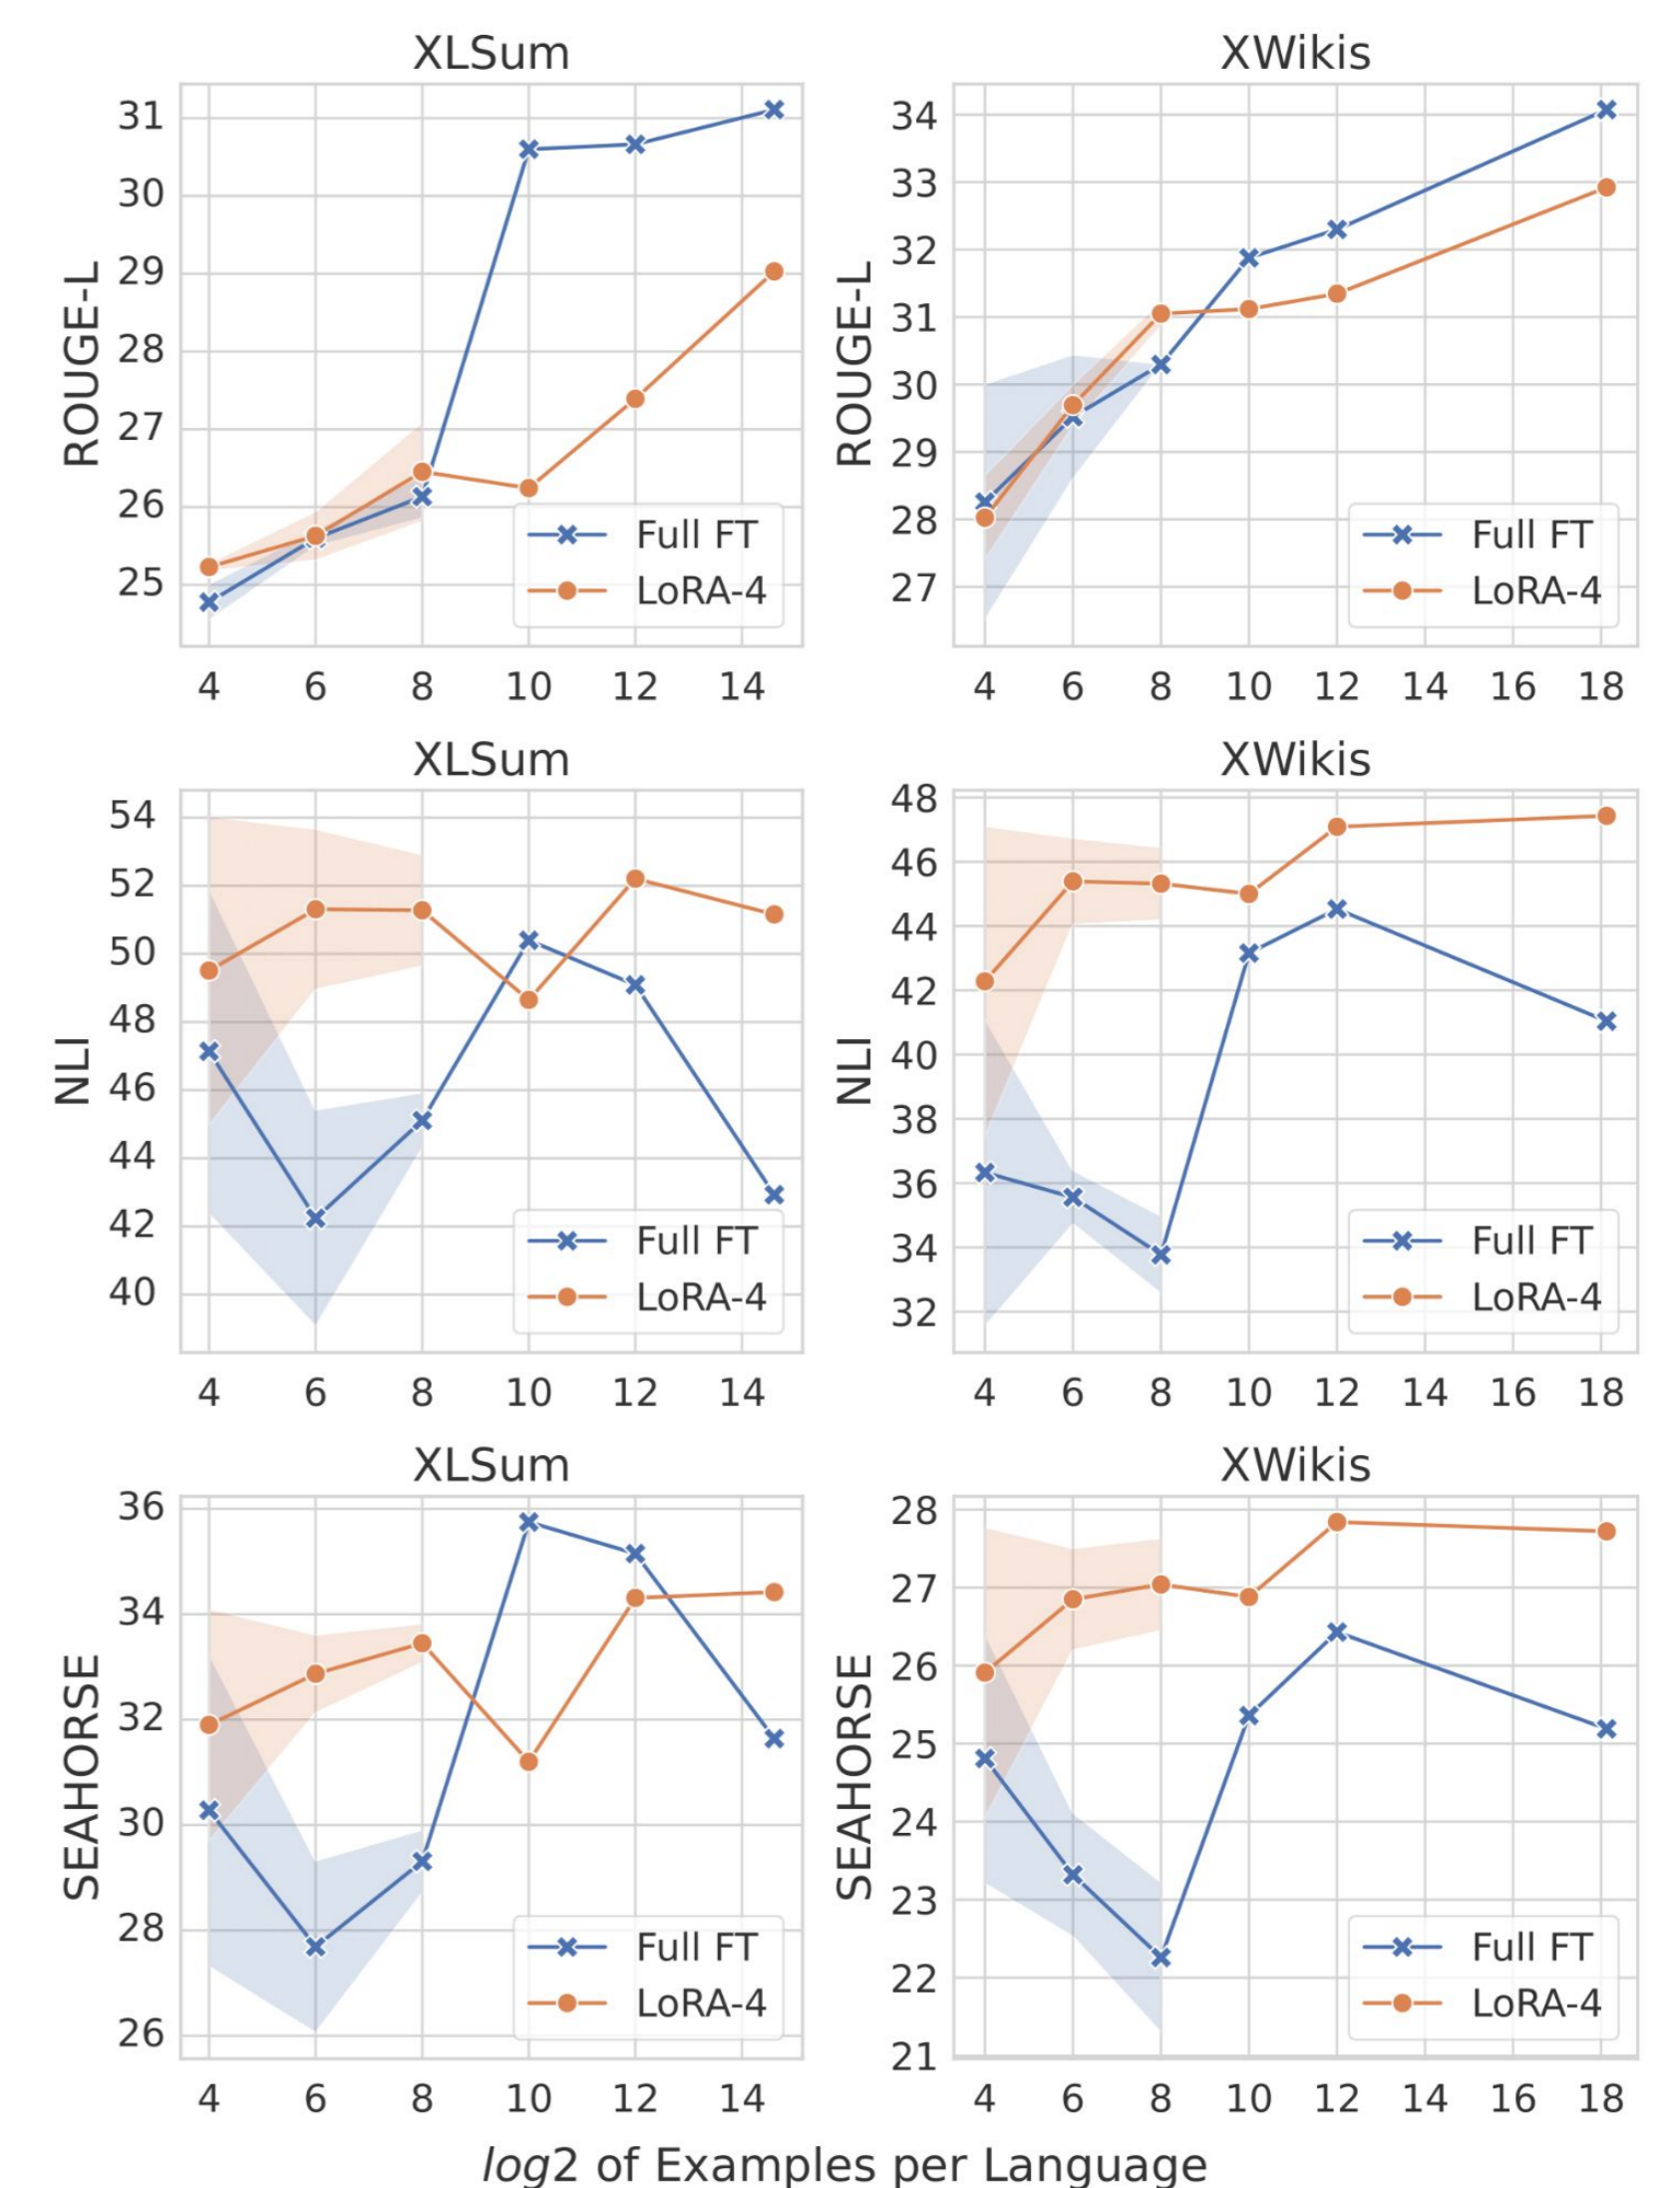 XLSum
XWikis
ROUGE-L
31
30
29
28
27
26
25
Full FT
LoRA-4
4 6 8 10 12 14
ROUGE-L
34
33
32
31
30
29
28
27
Full FT
LoRA-4
4 6 8 10 12 14 16 18
XLSum
XWikis
NLI
54
52
50
48
46
44
42
40
Full FT
LoRA-4
4 6 8 10 12 14
NLI
48
46
44
42
40
38
36
34
32
Full FT
LoRA-4
4 6 8 10 12 14 16 18
XLSum
XWikis
SEAHORSE
36
34
32
30
28
26
Full FT
LoRA-4
4 6 8 10 12 14
SEAHORSE
28
27
26
25
24
23
22
21
Full FT
LoRA-4
4 6 8 10 12 14 16 18
log2 of Examples per Language